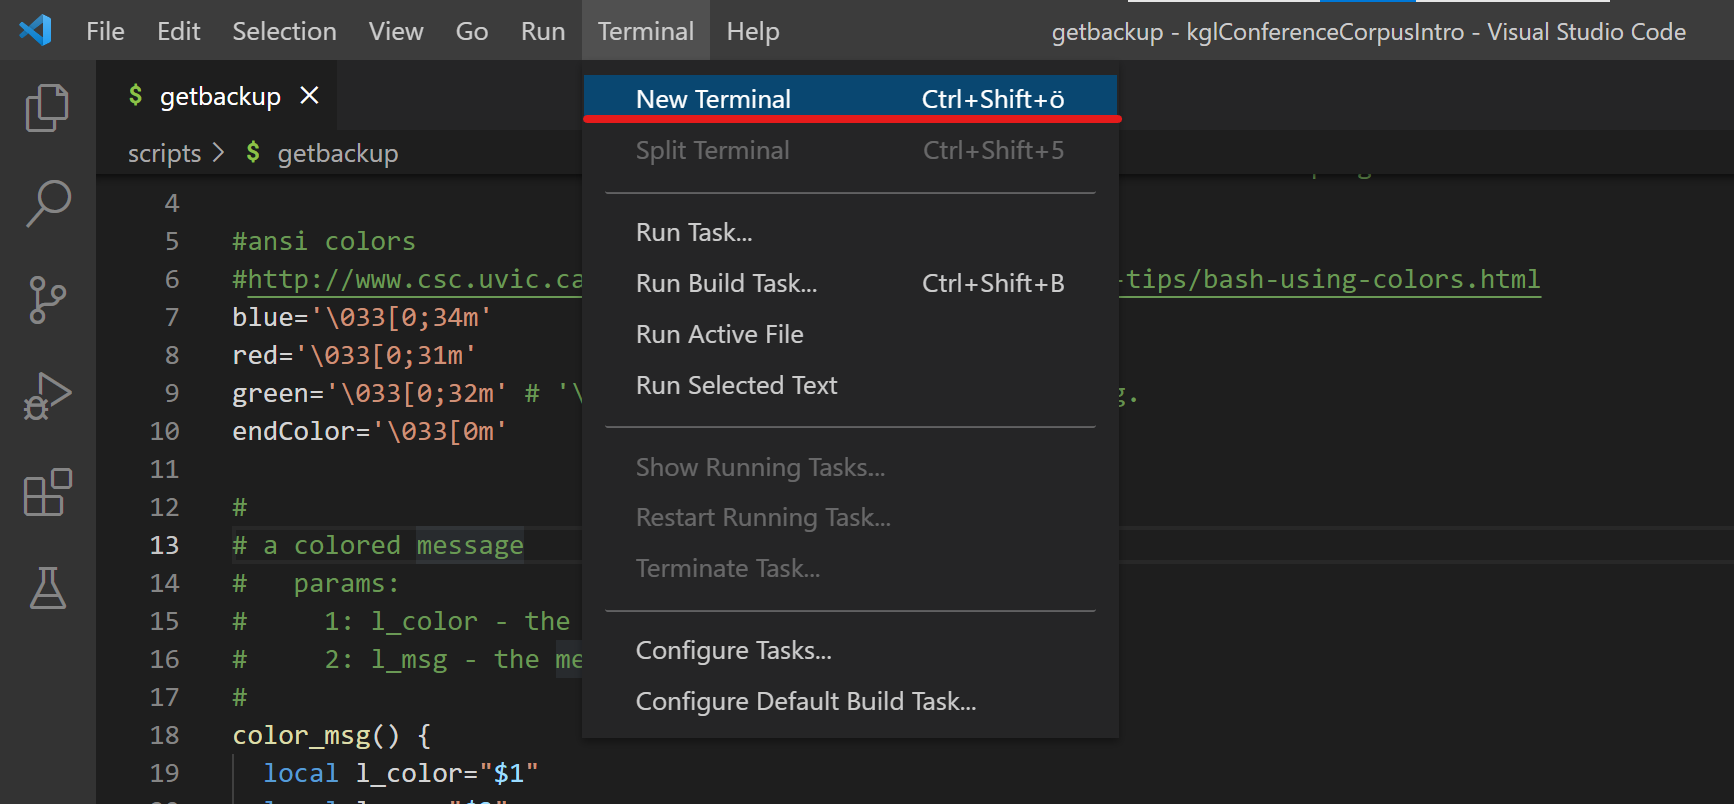 File Edit Selection View Go Run Terminal Help getbackup - kglConferenceCorpusIntro - Visual Studio Code
$ getbackup
scripts > $ getbackup
New Terminal Ctrl+Shift+ö
Split Terminal Ctrl+Shift+5
Run Task...
Run Build Task... Ctrl+Shift+B
Run Active File
Run Selected Text
Show Running Tasks...
Restart Running Task...
Terminate Task...
Configure Tasks...
Configure Default Build Task...
4
5 #ansi colors
6 #http://www.csc.uvic.ca -tips/bash-using-colors.html
7 blue='\033[0;34m'
8 red='\033[0;31m'
9 green='\033[0;32m' # '\ g.
10 endColor='\033[0m'
11
12 #
13 # a colored message
14 # params:
15 # 1: l_color - the
16 # 2: l_msg - the me
17 #
18 color_msg() {
19 local l_color="$1"